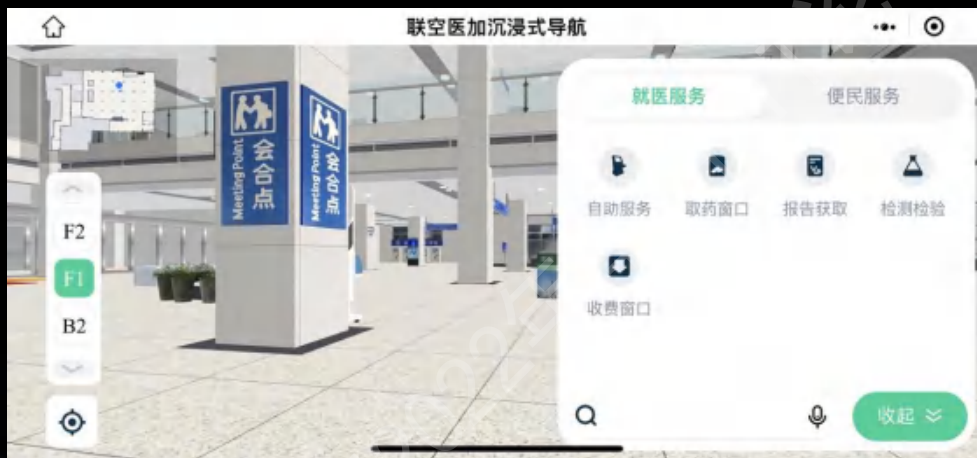 联空医加沉浸式导航
就医服务
便民服务
自助服务
取药窗口
报告获取
检测检验
收费窗口
收起
F2
F1
B2
会合点
Meeting Point
会合点
Meeting Point